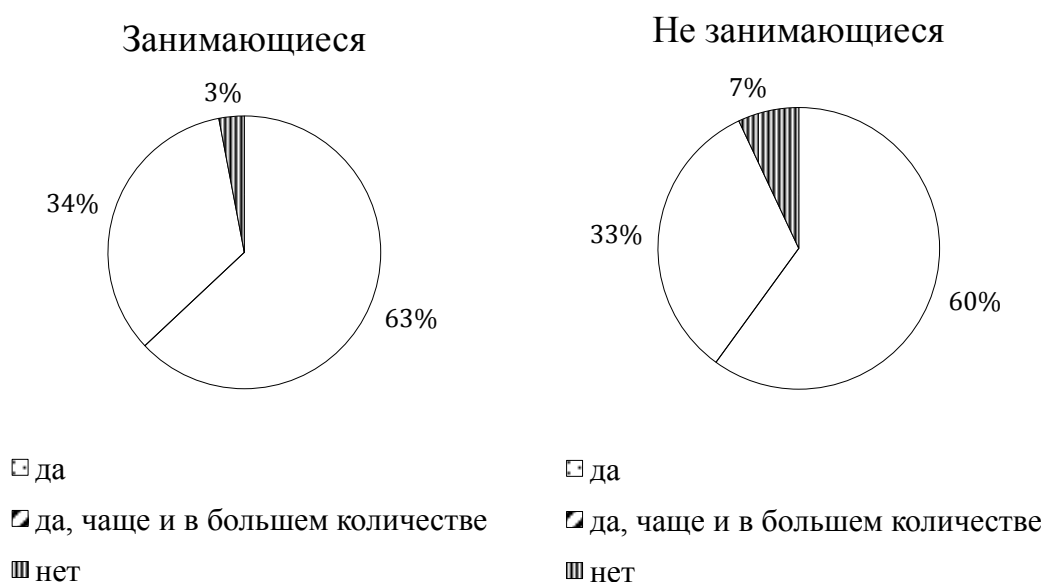 Занимающиеся
3%
34%
63%
да
да, чаще и в большем количестве
нет
Не занимающиеся
7%
33%
60%
да
да, чаще и в большем количестве
нет